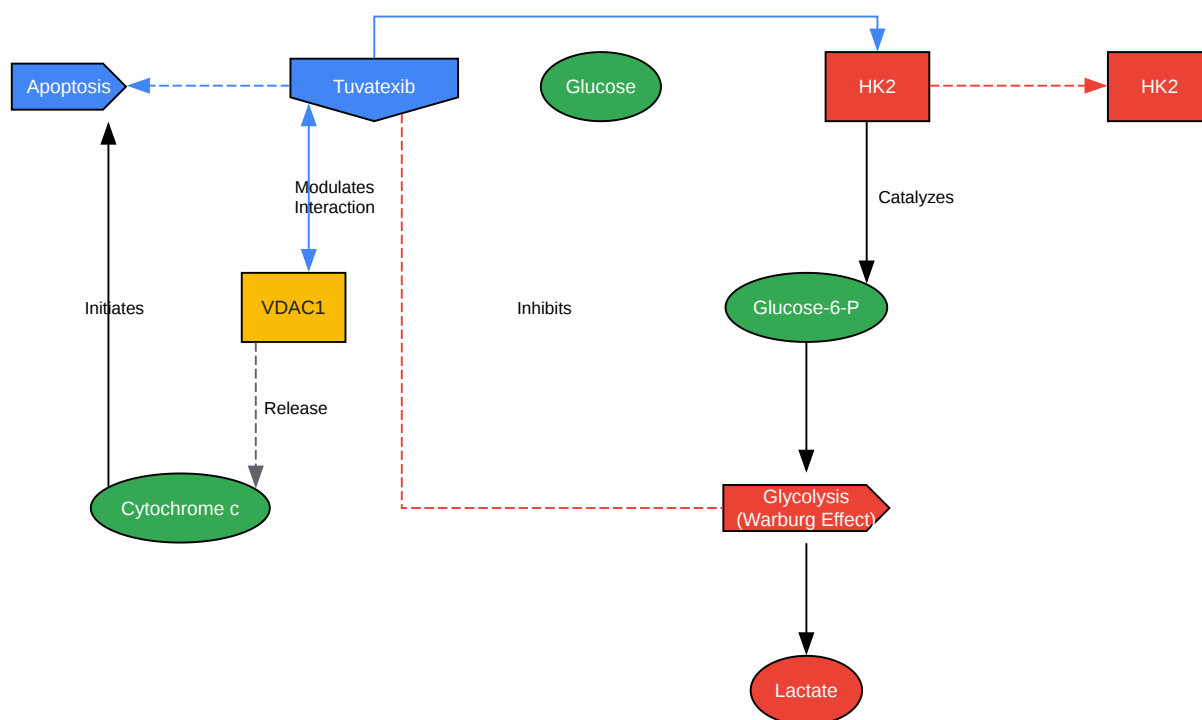 Apoptosis
Tuvatexib
Glucose
HK2
HK2
Modulates
Interaction
Catalyzes
Initiates
VDAC1
Inhibits
Glucose-6-P
Release
Cytochrome c
Glycolysis
(Warburg Effect)
Lactate